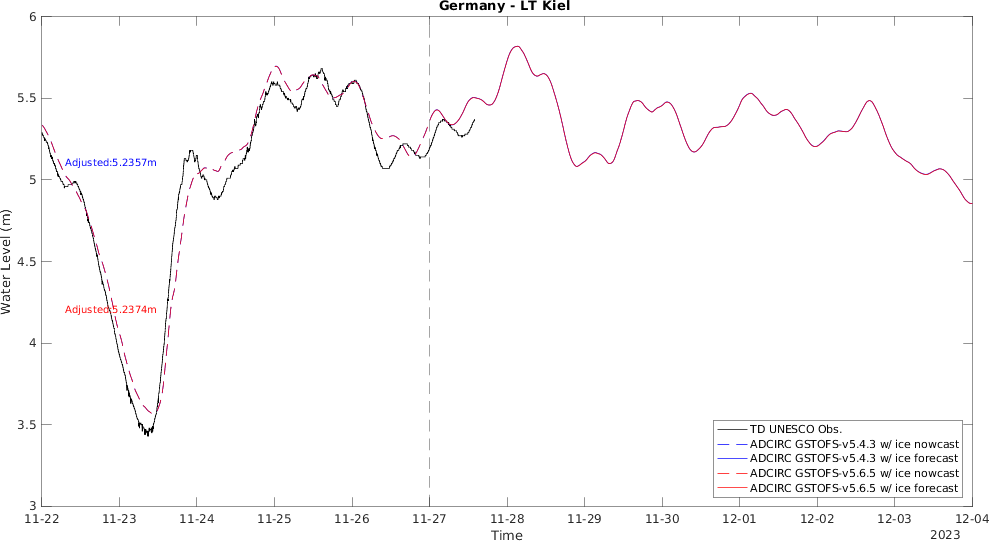 Germany - LT Kiel
6
5.5
5
4.5
4
3.5
3
Water Level (m)
Adjusted:5.2357m
Adjusted:5.2374m
TD UNESCO Obs.
ADCIRC GSTOFS-v5.4.3 w/ ice nowcast
ADCIRC GSTOFS-v5.4.3 w/ ice forecast
ADCIRC GSTOFS-v5.6.5 w/ ice nowcast
ADCIRC GSTOFS-v5.6.5 w/ ice forecast
11-22 11-23 11-24 11-25 11-26 11-27 11-28 11-29 11-30 12-01 12-02 12-03 12-04
Time
2023